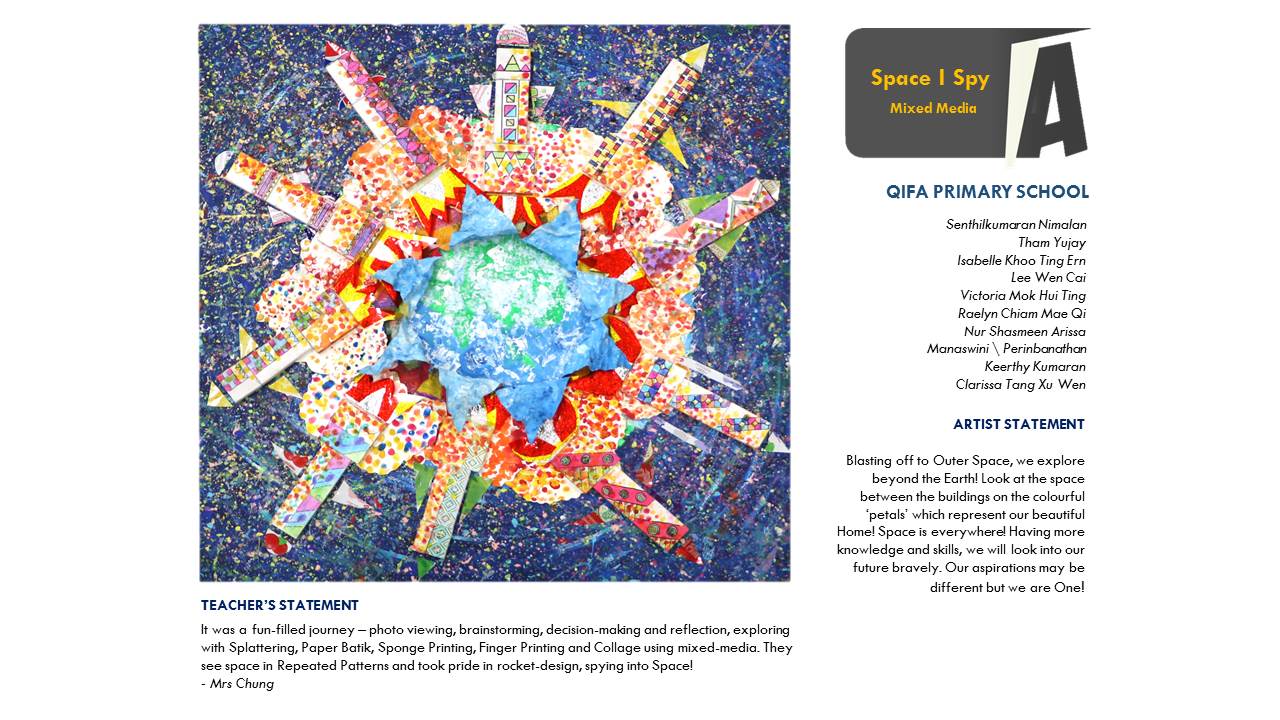 Space I Spy
Mixed Media
A
QIFA PRIMARY SCHOOL
Senthilkumaran Nimalan
Tham Yujay
Isabelle Khoo Ting Ern
Lee Wen Cai
Victoria Mok Hui Ting
Raelyn Chiam Mae Qi
Nur Shasmeen Arissa
Manaswini \ Perinbanathan
Keerthy Kumaran
Clarissa Tang Xu Wen
ARTIST STATEMENT
Blasting off to Outer Space, we explore
beyond the Earth! Look at the space
between the buildings on the colourful
‘petals’ which represent our beautiful
Home! Space is everywhere! Having more
knowledge and skills, we will look into our
future bravely. Our aspirations may be
different but we are One!
TEACHER’S STATEMENT
It was a fun-filled journey – photo viewing, brainstorming, decision-making and reflection, exploring
with Splattering, Paper Batik, Sponge Printing, Finger Printing and Collage using mixed-media. They
see space in Repeated Patterns and took pride in rocket-design, spying into Space!
- Mrs Chung